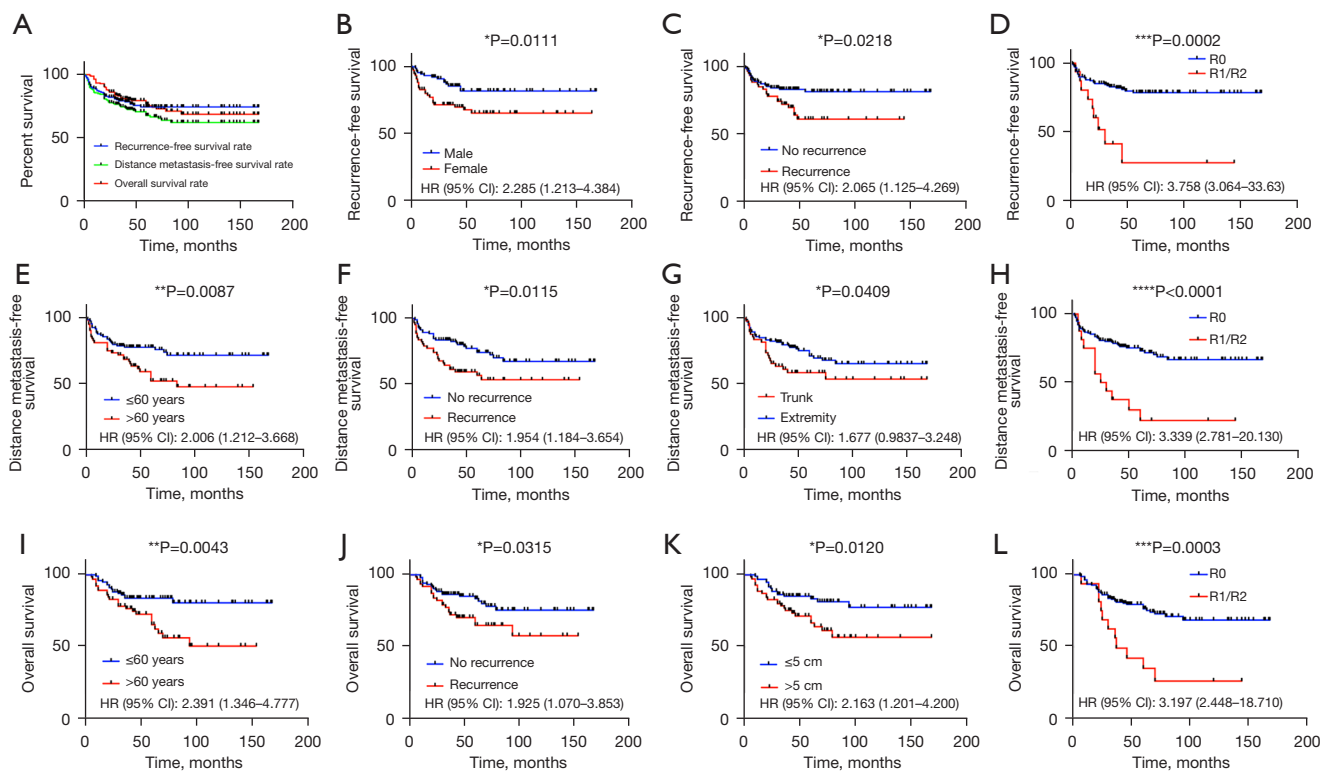 A
Percent survival
100
50
0
Recurrence-free survival rate
Distance metastasis-free survival rate
Overall survival rate
0 50 100 150 200
Time, months
B
*P=0.0111
Recurrence-free survival
100
50
0
Male
Female
HR (95% CI): 2.285 (1.213–4.384)
0 50 100 150 200
Time, months
C
*P=0.0218
Recurrence-free survival
100
50
0
No recurrence
Recurrence
HR (95% CI): 2.065 (1.125–4.269)
0 50 100 150 200
Time, months
D
***P=0.0002
R0
R1/R2
Recurrence-free survival
100
50
0
HR (95% CI): 3.758 (3.064–33.63)
0 50 100 150 200
Time, months
E
**P=0.0087
Distance metastasis-free
survival
100
50
0
≤60 years
>60 years
HR (95% CI): 2.006 (1.212–3.668)
0 50 100 150 200
Time, months
F
*P=0.0115
Distance metastasis-free
survival
100
50
0
No recurrence
Recurrence
HR (95% CI): 1.954 (1.184–3.654)
0 50 100 150 200
Time, months
G
*P=0.0409
Distance metastasis-free
survival
100
50
0
Trunk
Extremity
HR (95% CI): 1.677 (0.9837–3.248)
0 50 100 150 200
Time, months
H
****P<0.0001
R0
R1/R2
Distance metastasis-free
survival
100
50
0
HR (95% CI): 3.339 (2.781–20.130)
0 50 100 150 200
Time, months
I
**P=0.0043
Overall survival
100
50
0
≤60 years
>60 years
HR (95% CI): 2.391 (1.346–4.777)
0 50 100 150 200
Time, months
J
*P=0.0315
Overall survival
100
50
0
No recurrence
Recurrence
HR (95% CI): 1.925 (1.070–3.853)
0 50 100 150 200
Time, months
K
*P=0.0120
Overall survival
100
50
0
≤5 cm
>5 cm
HR (95% CI): 2.163 (1.201–4.200)
0 50 100 150 200
Time, months
L
***P=0.0003
R0
R1/R2
Overall survival
100
50
0
HR (95% CI): 3.197 (2.448–18.710)
0 50 100 150 200
Time, months